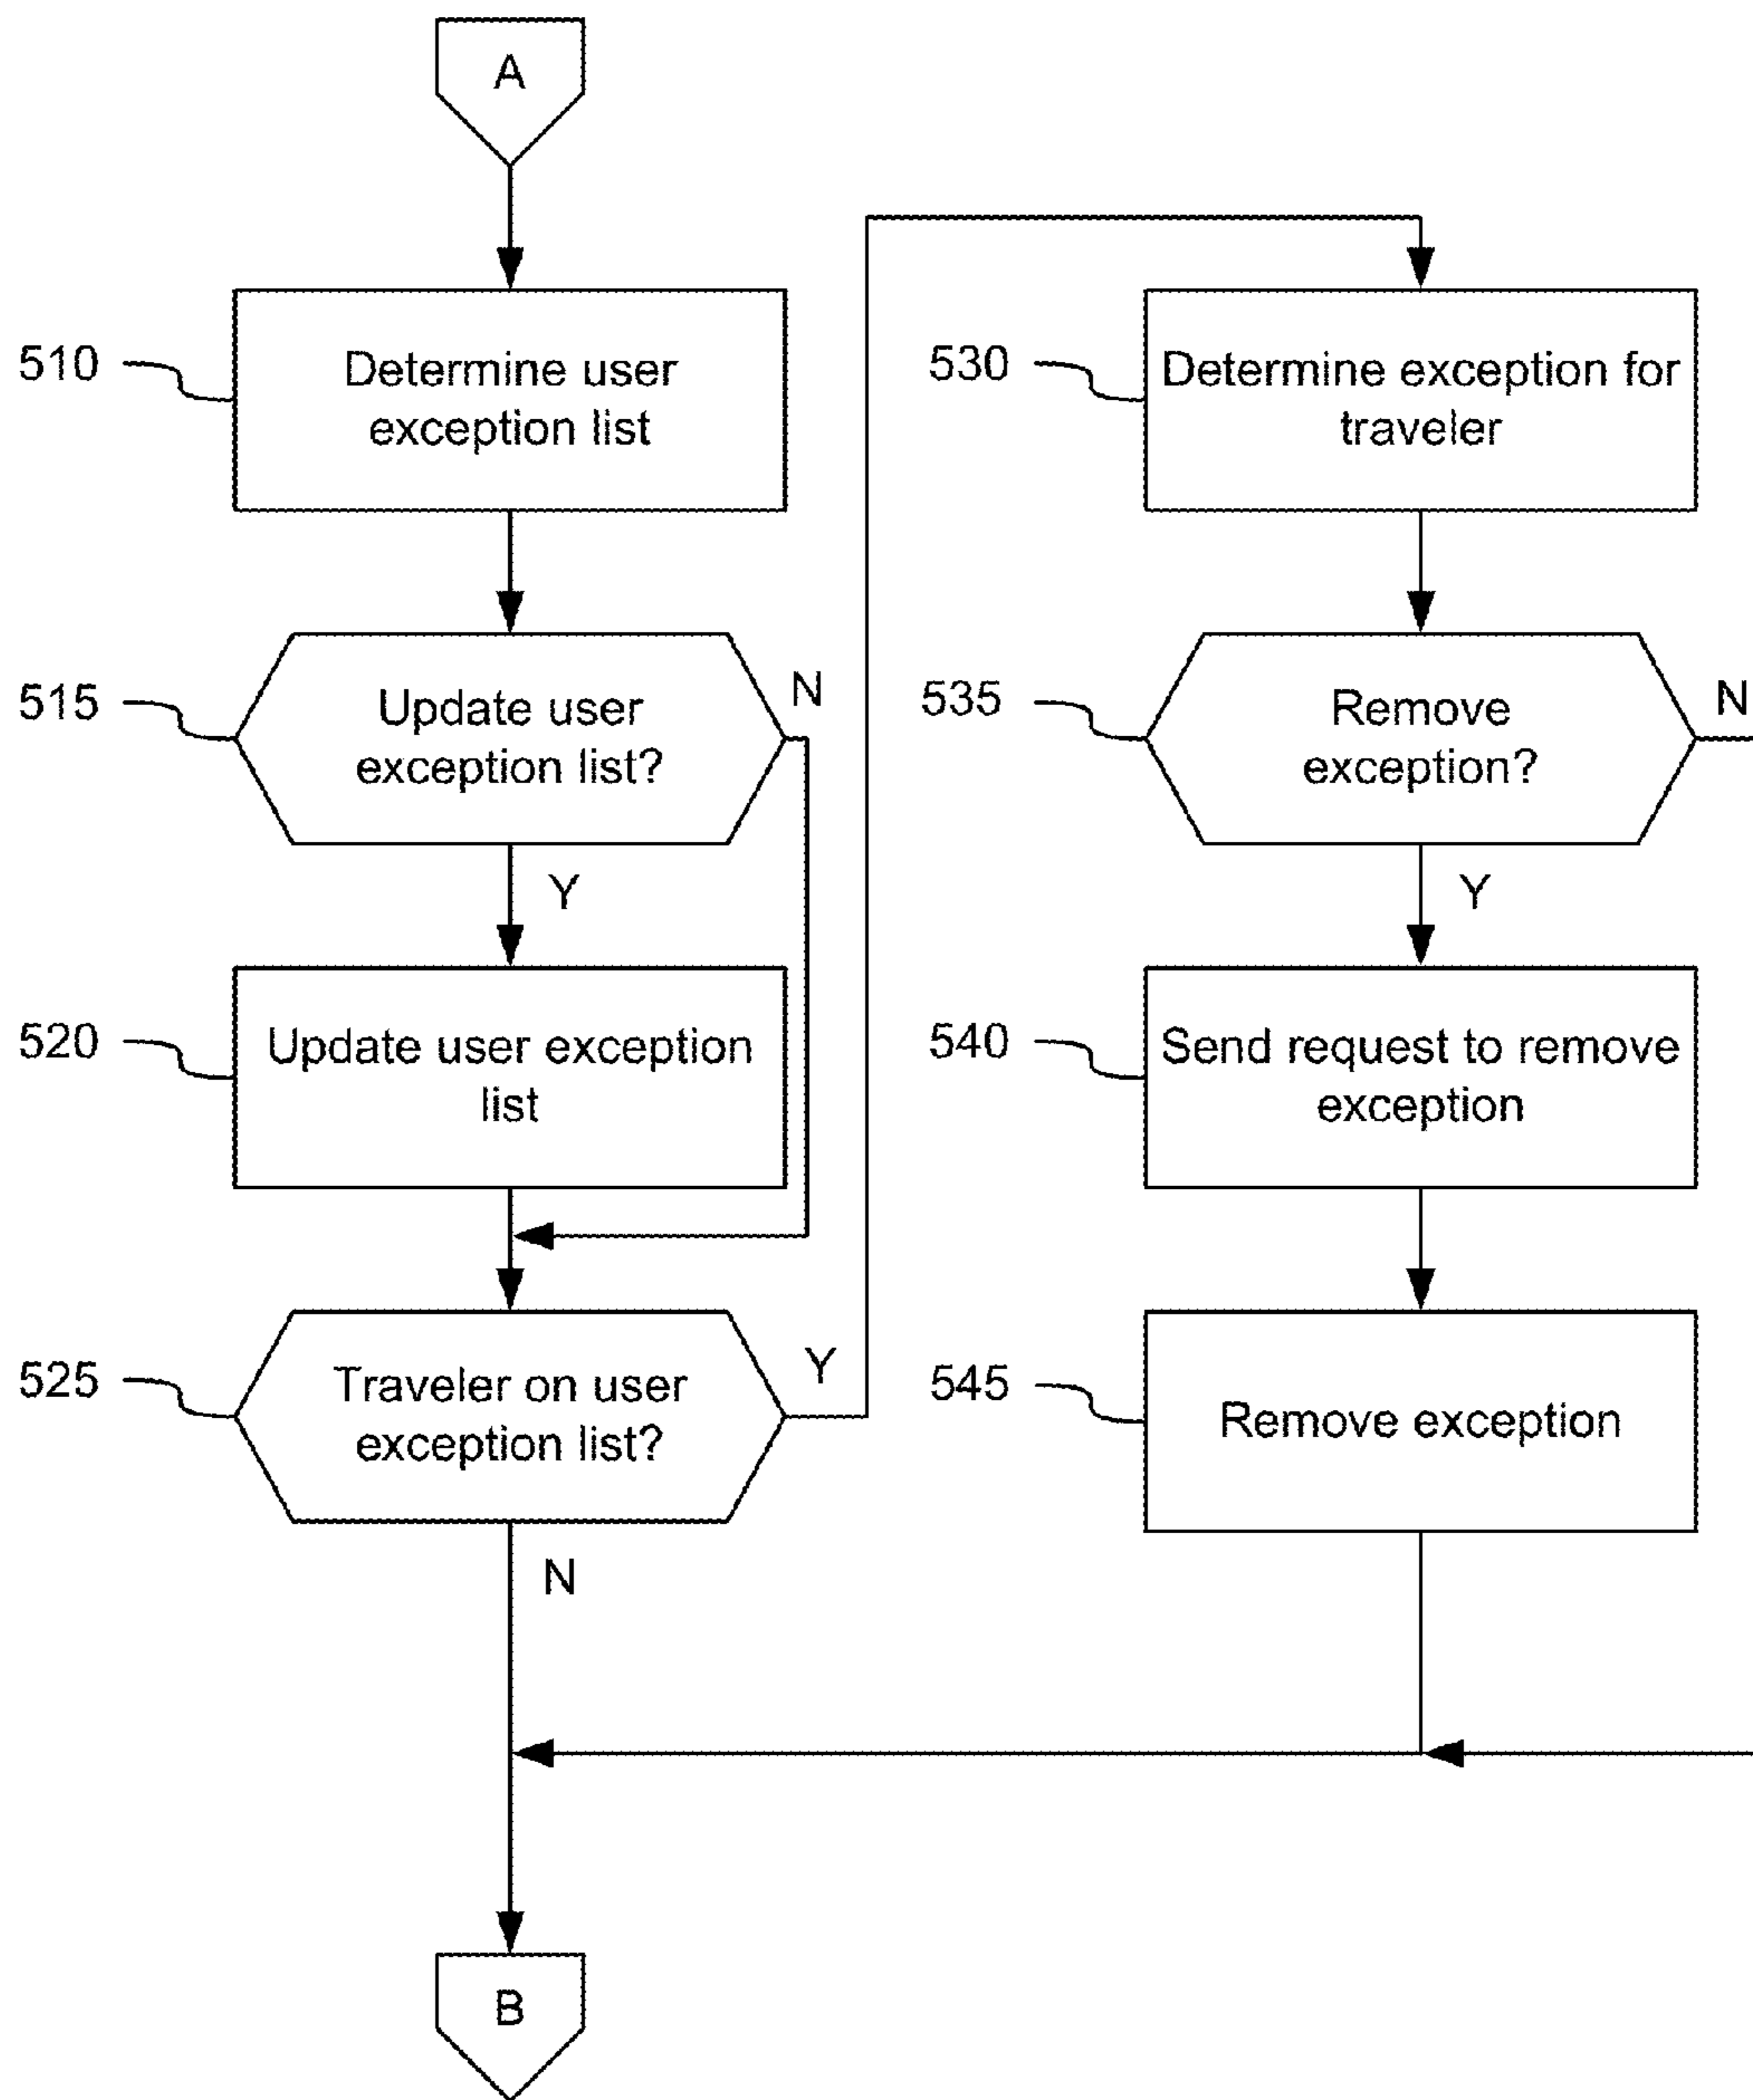 A
510
Determine user
exception list
515
Update user
exception list?
N
Y
520
Update user exception
list
525
Traveler on user
exception list?
Y
N
530
Determine exception for
traveler
535
Remove
exception?
N
Y
540
Send request to remove
exception
545
Remove exception
B